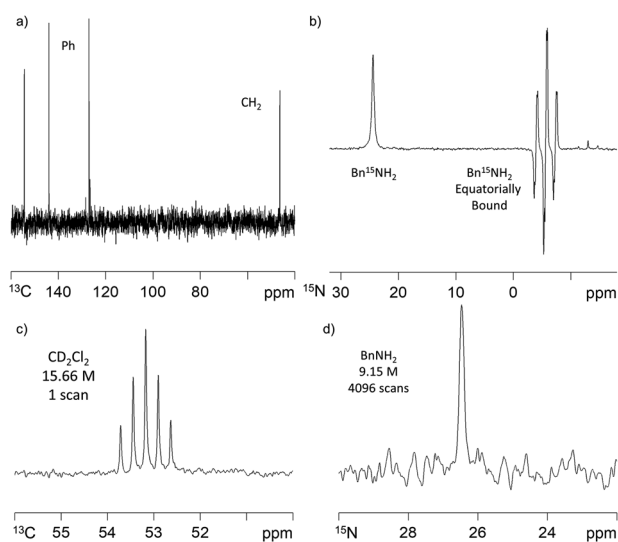 a)
Ph
CH₂
¹³C 140 120 100 80 ppm
b)
Bn¹⁵NH₂
Bn¹⁵NH₂
Equatorially
Bound
¹⁵N 30 20 10 0 ppm
c)
CD₂Cl₂
15.66 M
1 scan
¹³C 55 54 53 52 ppm
d)
BnNH₂
9.15 M
4096 scans
¹⁵N 28 26 24 ppm